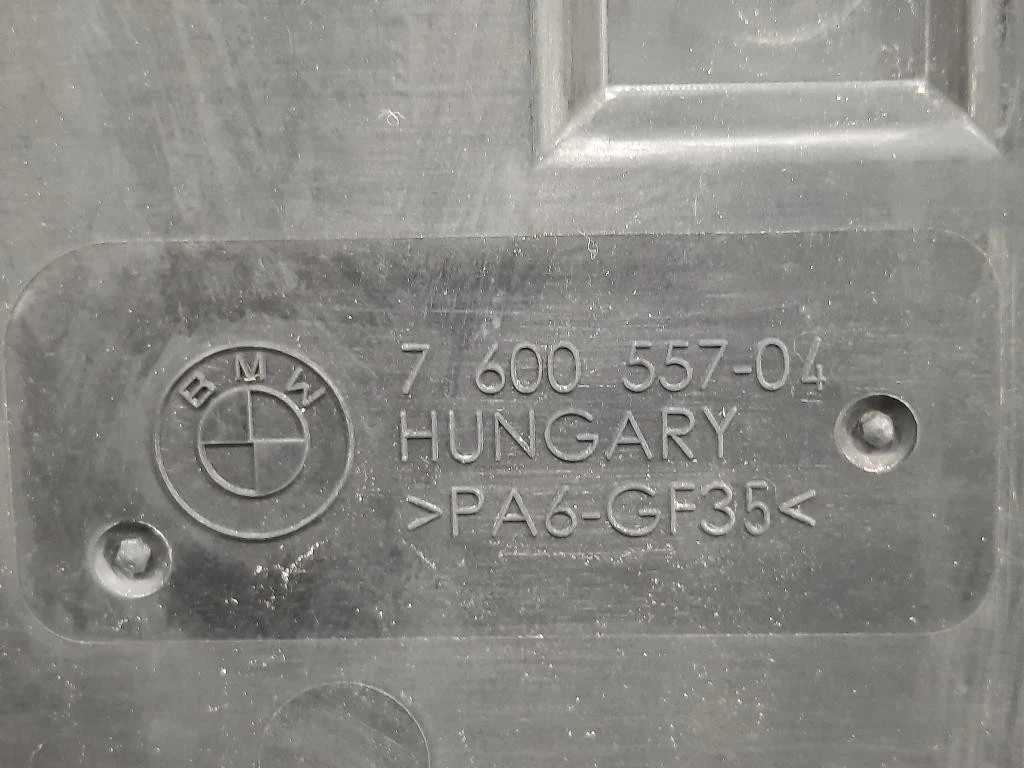 BMW
7 600 557-04
HUNGARY
>PA6-GF35<